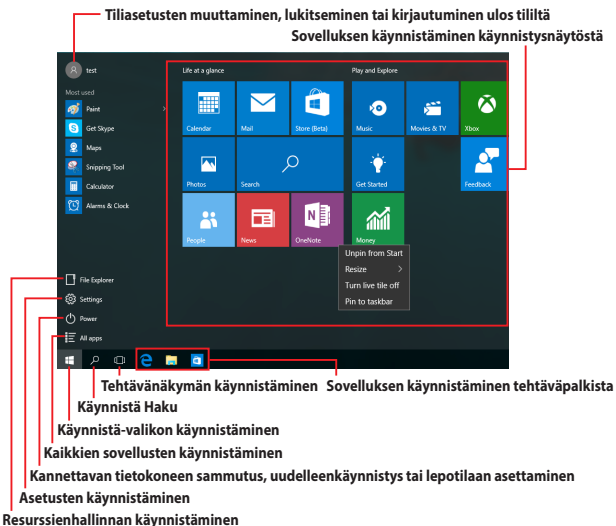 Tiliasetusten muuttaminen, lukitseminen tai kirjautuminen ulos tililtä
Sovelluksen käynnistäminen käynnistysnäytöstä
test
Life at a glance
Play and Explore
Most used
Paint
Get Skype
Maps
Snipping Tool
Calculator
Alarms & Clock
Calendar
Mail
Store (Beta)
Music
Movies & TV
Xbox
Photos
Search
Get Started
Feedback
People
News
OneNote
Money
Unpin from Start
Resize
Turn live tile off
Pin to taskbar
File Explorer
Settings
Power
All apps
Tehtävänäkymän käynnistäminen
Sovelluksen käynnistäminen tehtäväpalkista
Käynnistä Haku
Käynnistä-valikon käynnistäminen
Kaikkien sovellusten käynnistäminen
Kannettavan tietokoneen sammutus, uudelleenkäynnistys tai lepotilaan asettaminen
Asetusten käynnistäminen
Resurssienhallinnan käynnistäminen